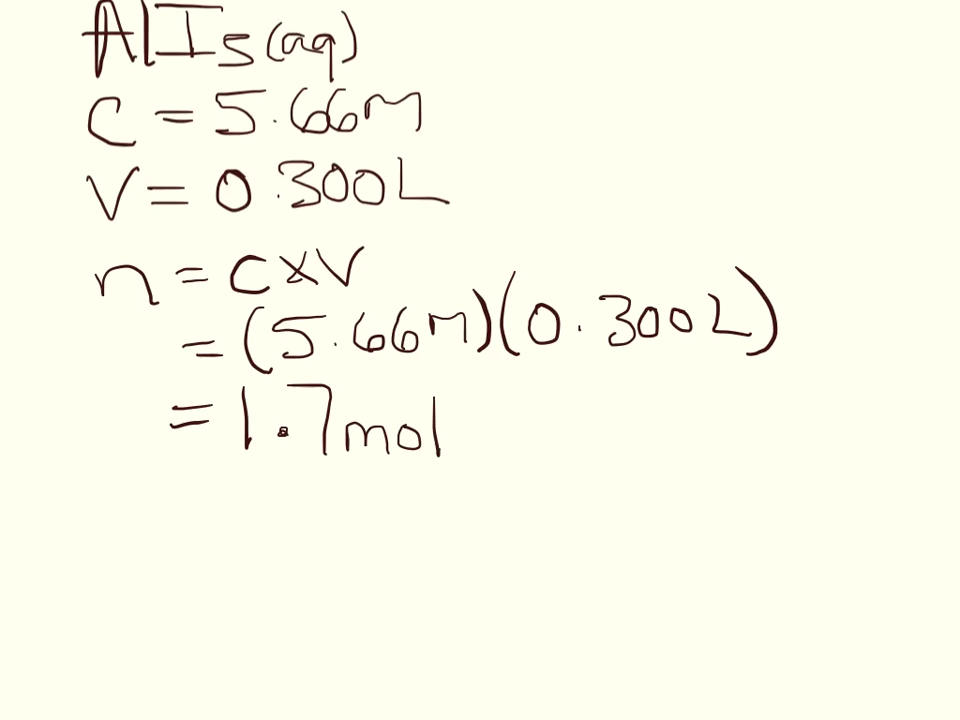 AlI5(aq)
C = 5.66M
V = 0.300L
n = C×V
= (5.66M)(0.300L)
= 1.7mol